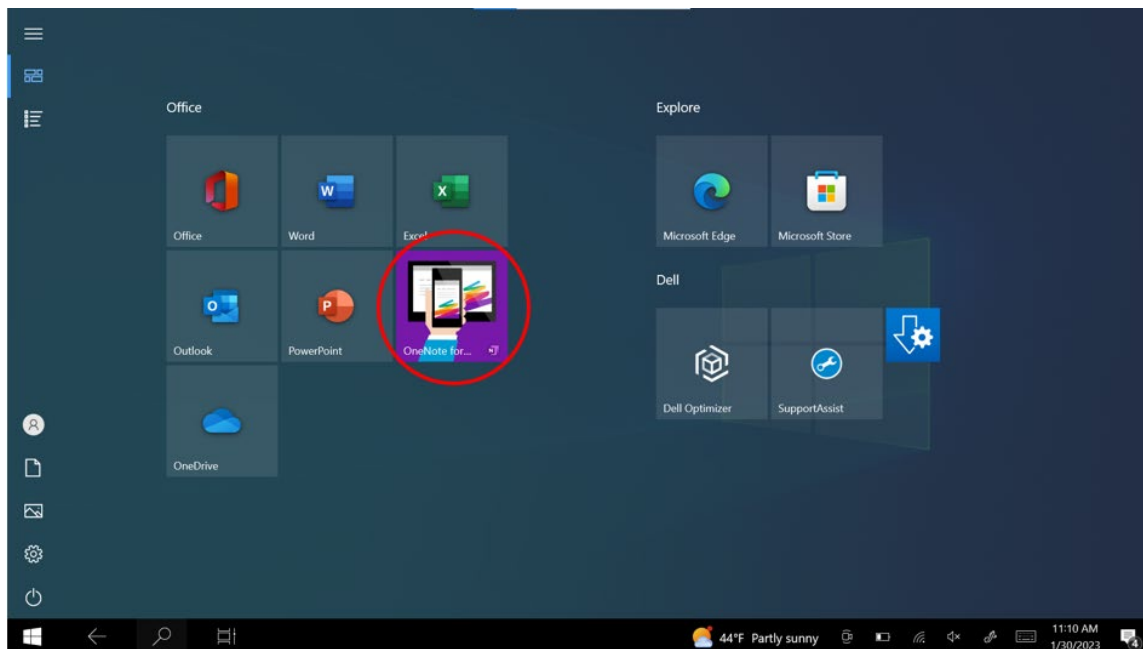 Office
Explore
Office
Word
Excel
Microsoft Edge
Microsoft Store
Dell
Outlook
PowerPoint
OneNote for...
Dell Optimizer
SupportAssist
OneDrive
44°F Partly sunny
11:10 AM
1/30/2023
4
W
X
O
P